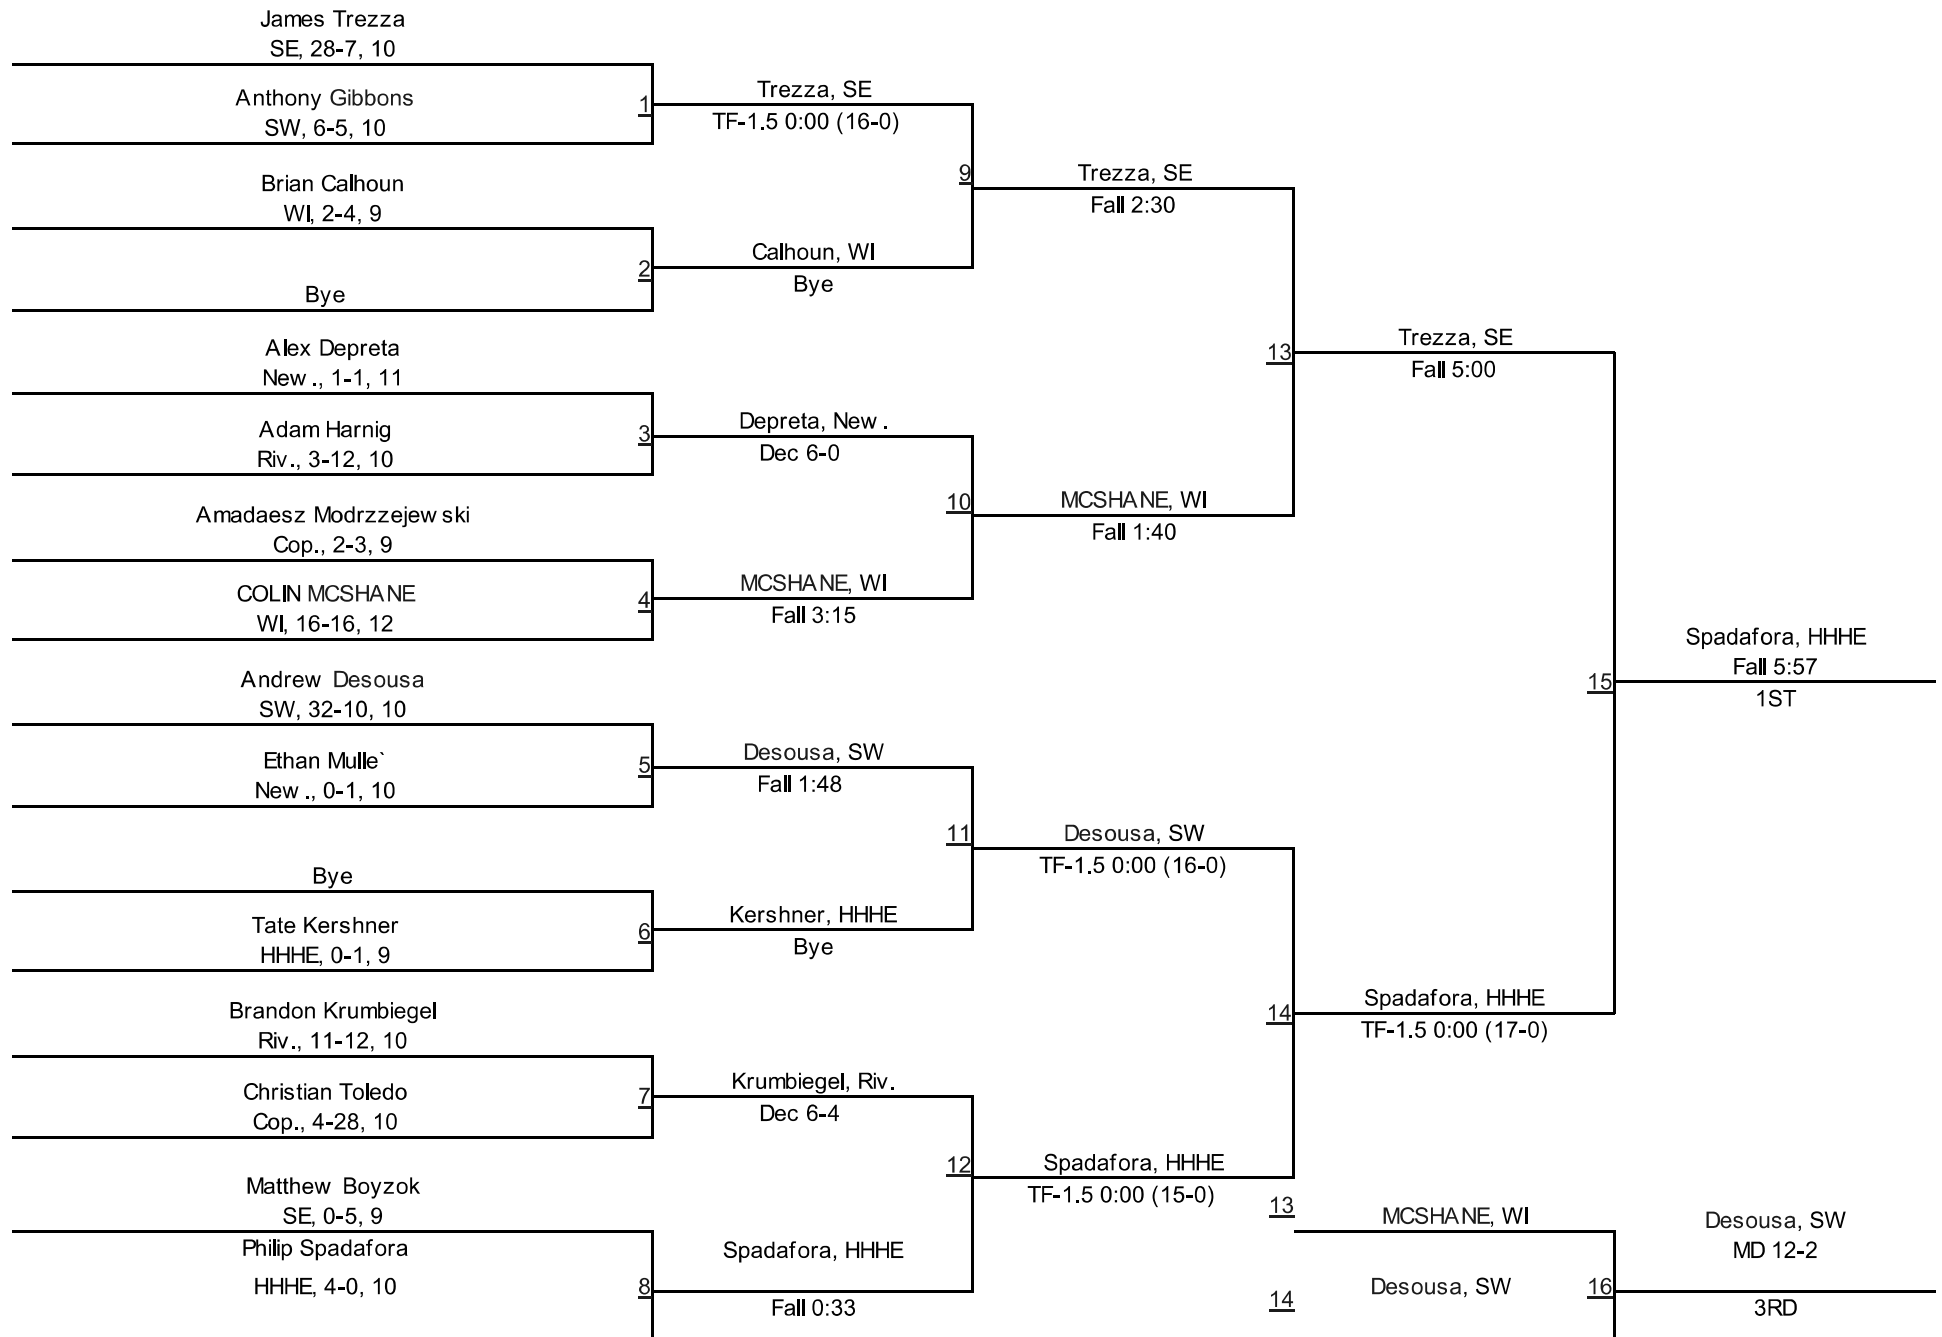 James Trezza
SE, 28-7, 10
Anthony Gibbons
SW, 6-5, 10
1
Trezza, SE
TF-1.5 0:00 (16-0)
Brian Calhoun
WI, 2-4, 9
Bye
2
Calhoun, WI
Bye
9
Trezza, SE
Fall 2:30
Alex Depreta
New., 1-1, 11
Adam Harnig
Riv., 3-12, 10
3
Depreta, New.
Dec 6-0
Amadaesz Modrzzejewski
Cop., 2-3, 9
COLIN MCSHANE
WI, 16-16, 12
4
MCSHANE, WI
Fall 3:15
10
MCSHANE, WI
Fall 1:40
13
Trezza, SE
Fall 5:00
Andrew Desousa
SW, 32-10, 10
Ethan Mulle`
New., 0-1, 10
5
Desousa, SW
Fall 1:48
Bye
Tate Kershner
HHHE, 0-1, 9
6
Kershner, HHHE
Bye
11
Desousa, SW
TF-1.5 0:00 (16-0)
Brandon Krumbiegel
Riv., 11-12, 10
Christian Toledo
Cop., 4-28, 10
7
Krumbiegel, Riv.
Dec 6-4
Matthew Boyzok
SE, 0-5, 9
Philip Spadafora
HHHE, 4-0, 10
8
Spadafora, HHHE
Fall 0:33
12
Spadafora, HHHE
TF-1.5 0:00 (15-0)
14
Spadafora, HHHE
TF-1.5 0:00 (17-0)
15
Spadafora, HHHE
Fall 5:57
1ST
13
MCSHANE, WI
14
Desousa, SW
16
Desousa, SW
MD 12-2
3RD